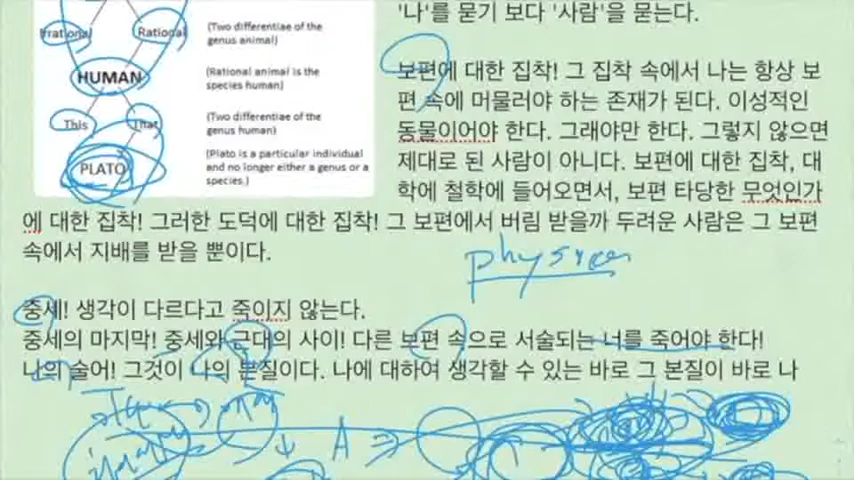 Irrational
Rational
(Two differentiae of the
genus animal)
HUMAN
(Rational animal is the
species human)
This
That
(Two differentiae of the
genus human)
PLATO
(Plato is a particular individual
and no longer either a genus or a
species.)
'나'를 묻기 보다 '사람'을 묻는다.
보편에 대한 집착! 그 집착 속에서 나는 항상 보
편 속에 머물러야 하는 존재가 된다. 이성적인
동물이어야 한다. 그래야만 한다. 그렇지 않으면
제대로 된 사람이 아니다. 보편에 대한 집착, 대
학에 철학에 들어오면서, 보편 타당한 무엇인가
에 대한 집착! 그러한 도덕에 대한 집착! 그 보편에서 버림 받을까 두려운 사람은 그 보편
속에서 지배를 받을 뿐이다.
중세! 생각이 다르다고 죽이지 않는다.
중세의 마지막! 중세와 근대의 사이! 다른 보편 속으로 서술되는 너를 죽어야 한다!
나의 술어! 그것이 나의 본질이다. 나에 대하여 생각할 수 있는 바로 그 본질이 바로 나
A